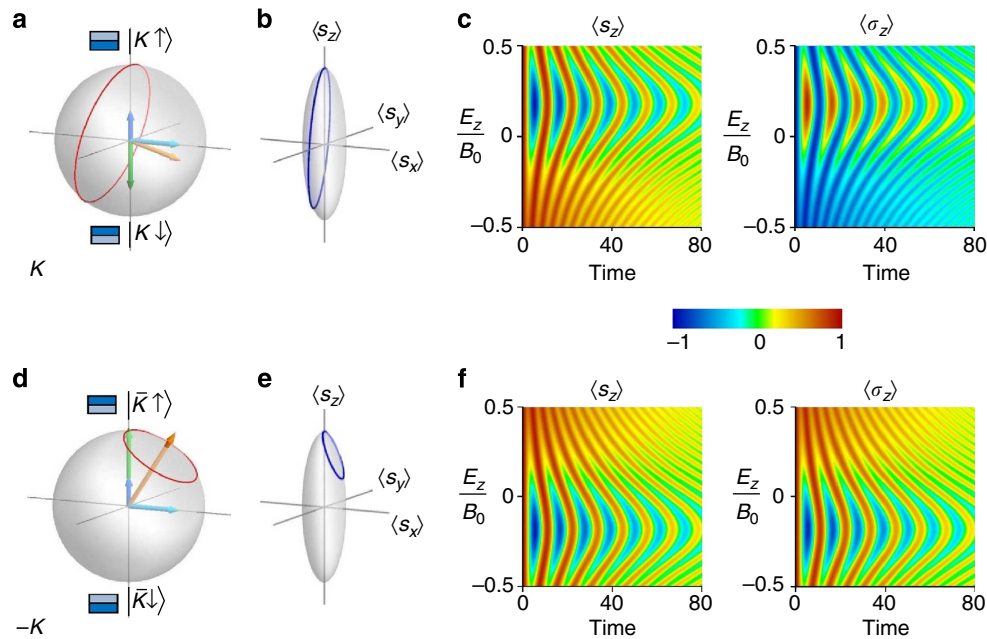 a
|K↑⟩
|K↓⟩
K
b
⟨s_z⟩
⟨s_y⟩
⟨s_x⟩
c
⟨s_z⟩
0.5
E_z
B_0
0
−0.5
0
40
80
Time
⟨σ_z⟩
0.5
E_z
B_0
0
−0.5
0
40
80
Time
−1
0
1
d
|K̄↑⟩
|K̄↓⟩
−K
e
⟨s_z⟩
⟨s_y⟩
⟨s_x⟩
f
⟨s_z⟩
0.5
E_z
B_0
0
−0.5
0
40
80
Time
⟨σ_z⟩
0.5
E_z
B_0
0
−0.5
0
40
80
Time